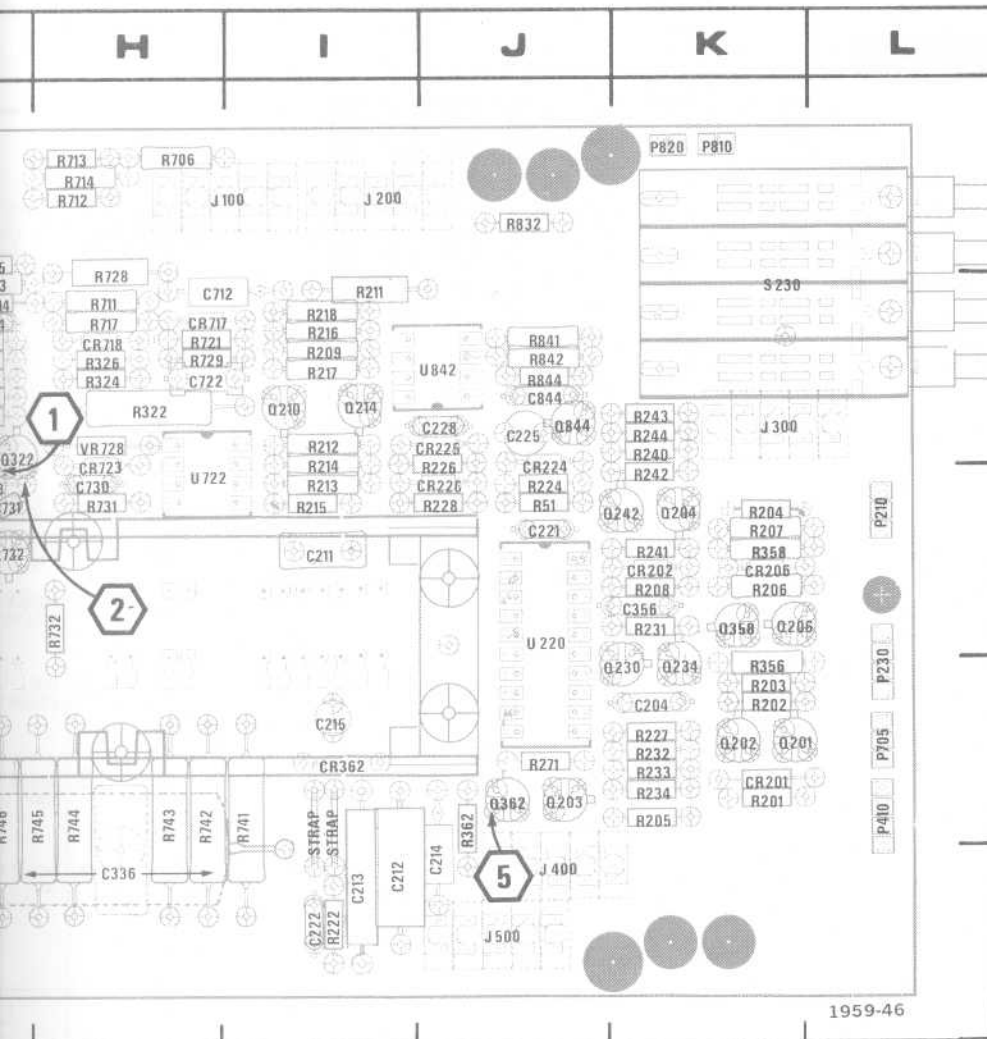 H I J K L
P820 P810
R713 R706
R714
R712 J100 J 200
R832
R728
C712 R211
S230
R711 R218
R717 CR717 R216 R841
CR718 R721 R209 R842
R326 R729 R217 U842 R844
R324 C722 C844
R322 Q210 Q214 R243
1 C228 C225 Q844 R244 J300
VR728 R212 CR225 R240
Q322 CR723 U722 R214 R226 CR224 R242
C730 R213 CR226 R224
R731 R215 R228 R51 Q242 Q204 R204 P210
C221 R207
C211 R241 R358
CR202 CR206
R208 R206
2 C356
R732 U 220 R231 Q358 Q206
Q230 Q234 R356 P230
R203
C204 R202
C215
R227 Q202 Q201 P705
R232
CR362 R271 R233 CR201
R234 R201
R745 R744 R743 R742 R741 STRAP STRAP R362 Q362 Q203 R205 P410
C336 C213 C212 C214 5 J 400
C222 R222 J500
1959-46